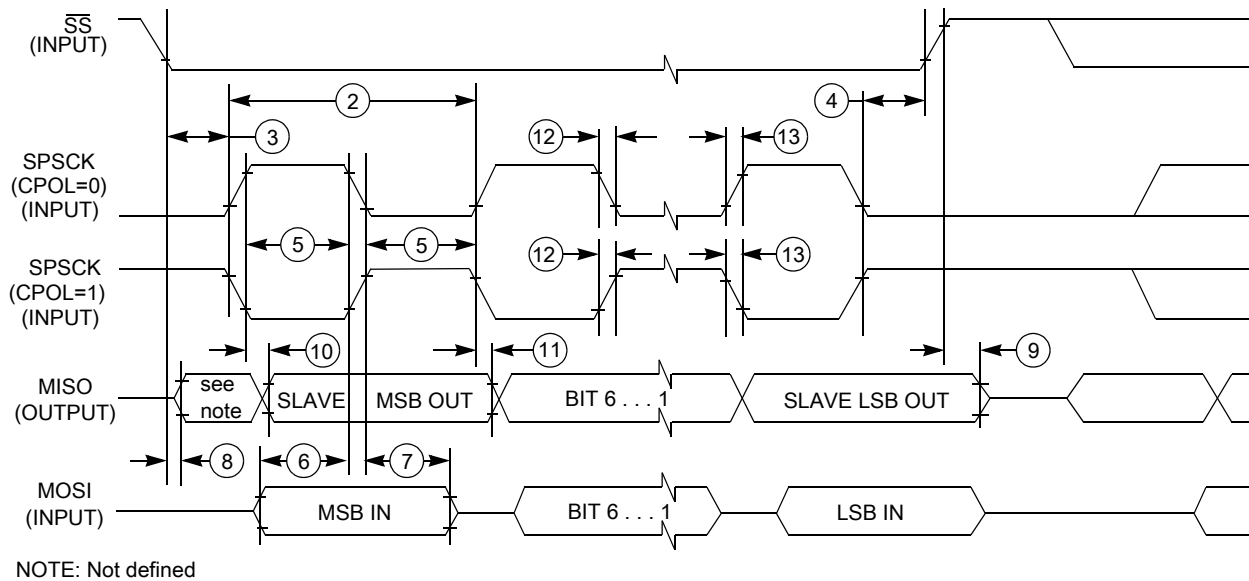 SS
(INPUT)
2
4
3
12
13
SPSCK
(CPOL=0)
(INPUT)
5
5
12
13
SPSCK
(CPOL=1)
(INPUT)
10
11
9
MISO
(OUTPUT)
see
note
SLAVE
MSB OUT
BIT 6 . . . 1
SLAVE LSB OUT
8
6
7
MOSI
(INPUT)
MSB IN
BIT 6 . . . 1
LSB IN
NOTE: Not defined